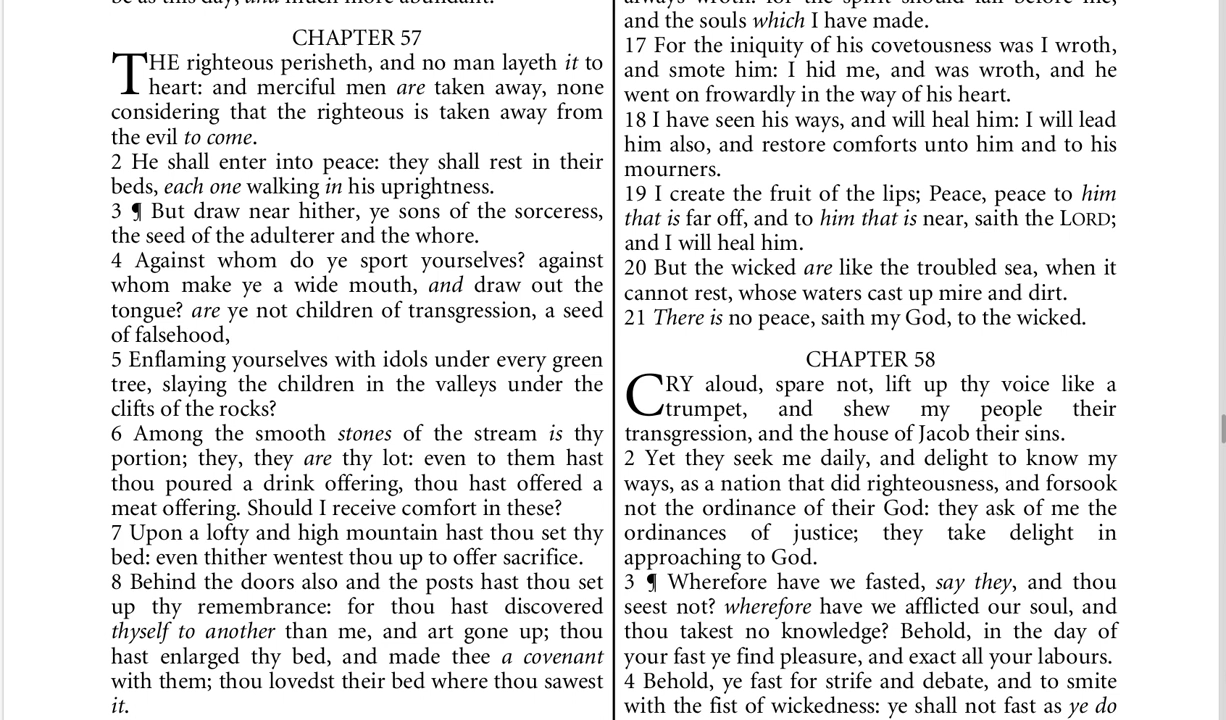 be as this day, and much more abundant.
CHAPTER 57
THE righteous perisheth, and no man layeth it to
heart: and merciful men are taken away, none
considering that the righteous is taken away from
the evil to come.
2 He shall enter into peace: they shall rest in their
beds, each one walking in his uprightness.
3 ¶ But draw near hither, ye sons of the sorceress,
the seed of the adulterer and the whore.
4 Against whom do ye sport yourselves? against
whom make ye a wide mouth, and draw out the
tongue? are ye not children of transgression, a seed
of falsehood,
5 Enflaming yourselves with idols under every green
tree, slaying the children in the valleys under the
clifts of the rocks?
6 Among the smooth stones of the stream is thy
portion; they, they are thy lot: even to them hast
thou poured a drink offering, thou hast offered a
meat offering. Should I receive comfort in these?
7 Upon a lofty and high mountain hast thou set thy
bed: even thither wentest thou up to offer sacrifice.
8 Behind the doors also and the posts hast thou set
up thy remembrance: for thou hast discovered
thyself to another than me, and art gone up; thou
hast enlarged thy bed, and made thee a covenant
with them; thou lovedst their bed where thou sawest
it.
always wroth: for the spirit should fail before me,
and the souls which I have made.
17 For the iniquity of his covetousness was I wroth,
and smote him: I hid me, and was wroth, and he
went on frowardly in the way of his heart.
18 I have seen his ways, and will heal him: I will lead
him also, and restore comforts unto him and to his
mourners.
19 I create the fruit of the lips; Peace, peace to him
that is far off, and to him that is near, saith the LORD;
and I will heal him.
20 But the wicked are like the troubled sea, when it
cannot rest, whose waters cast up mire and dirt.
21 There is no peace, saith my God, to the wicked.
CHAPTER 58
CRY aloud, spare not, lift up thy voice like a
trumpet, and shew my people their
transgression, and the house of Jacob their sins.
2 Yet they seek me daily, and delight to know my
ways, as a nation that did righteousness, and forsook
not the ordinance of their God: they ask of me the
ordinances of justice; they take delight in
approaching to God.
3 ¶ Wherefore have we fasted, say they, and thou
seest not? wherefore have we afflicted our soul, and
thou takest no knowledge? Behold, in the day of
your fast ye find pleasure, and exact all your labours.
4 Behold, ye fast for strife and debate, and to smite
with the fist of wickedness: ye shall not fast as ye do